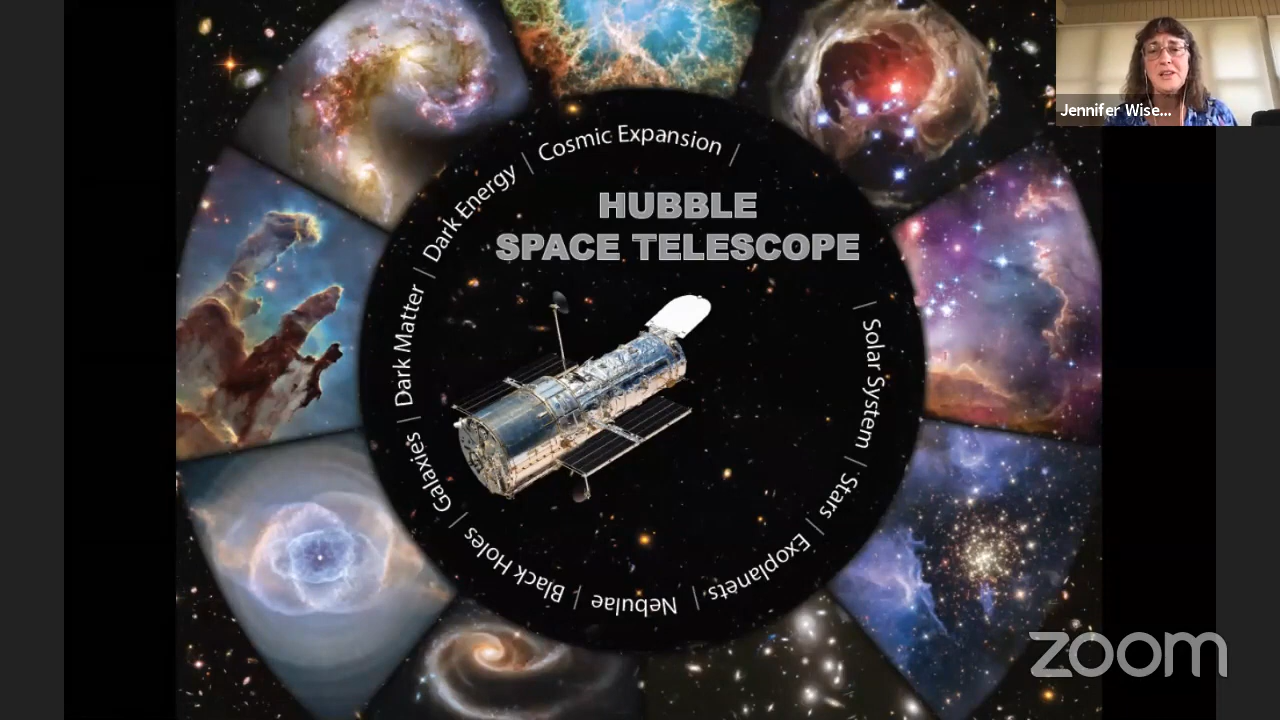 Jennifer Wise...
HUBBLE
SPACE TELESCOPE
| Solar System | Stars | Exoplanets | Nebulae | Black Holes | Galaxies | Dark Matter | Dark Energy | Cosmic Expansion |
zoom